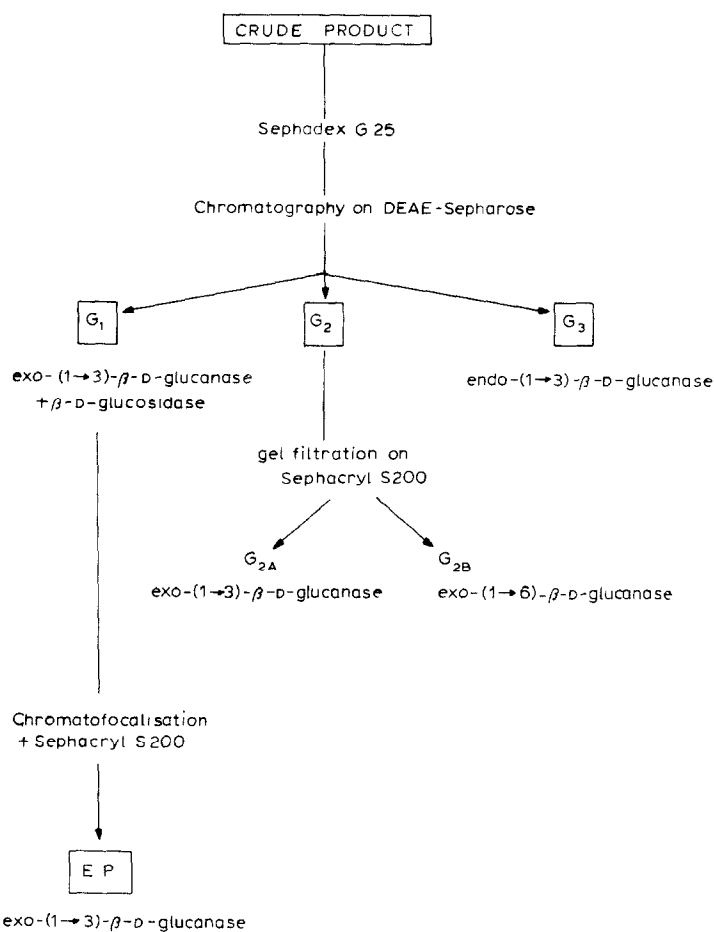 CRUDE PRODUCT
Sephadex G 25
Chromatography on DEAE-Sepharose
G₁
G₂
G₃
exo-(1→3)-β-D-glucanase
+β-D-glucosidase
endo-(1→3)-β-D-glucanase
gel filtration on
Sephacryl S200
G₂A
G₂B
exo-(1→3)-β-D-glucanase
exo-(1→6)-β-D-glucanase
Chromatofocalisation
+ Sephacryl S200
E P
exo-(1→3)-β-D-glucanase